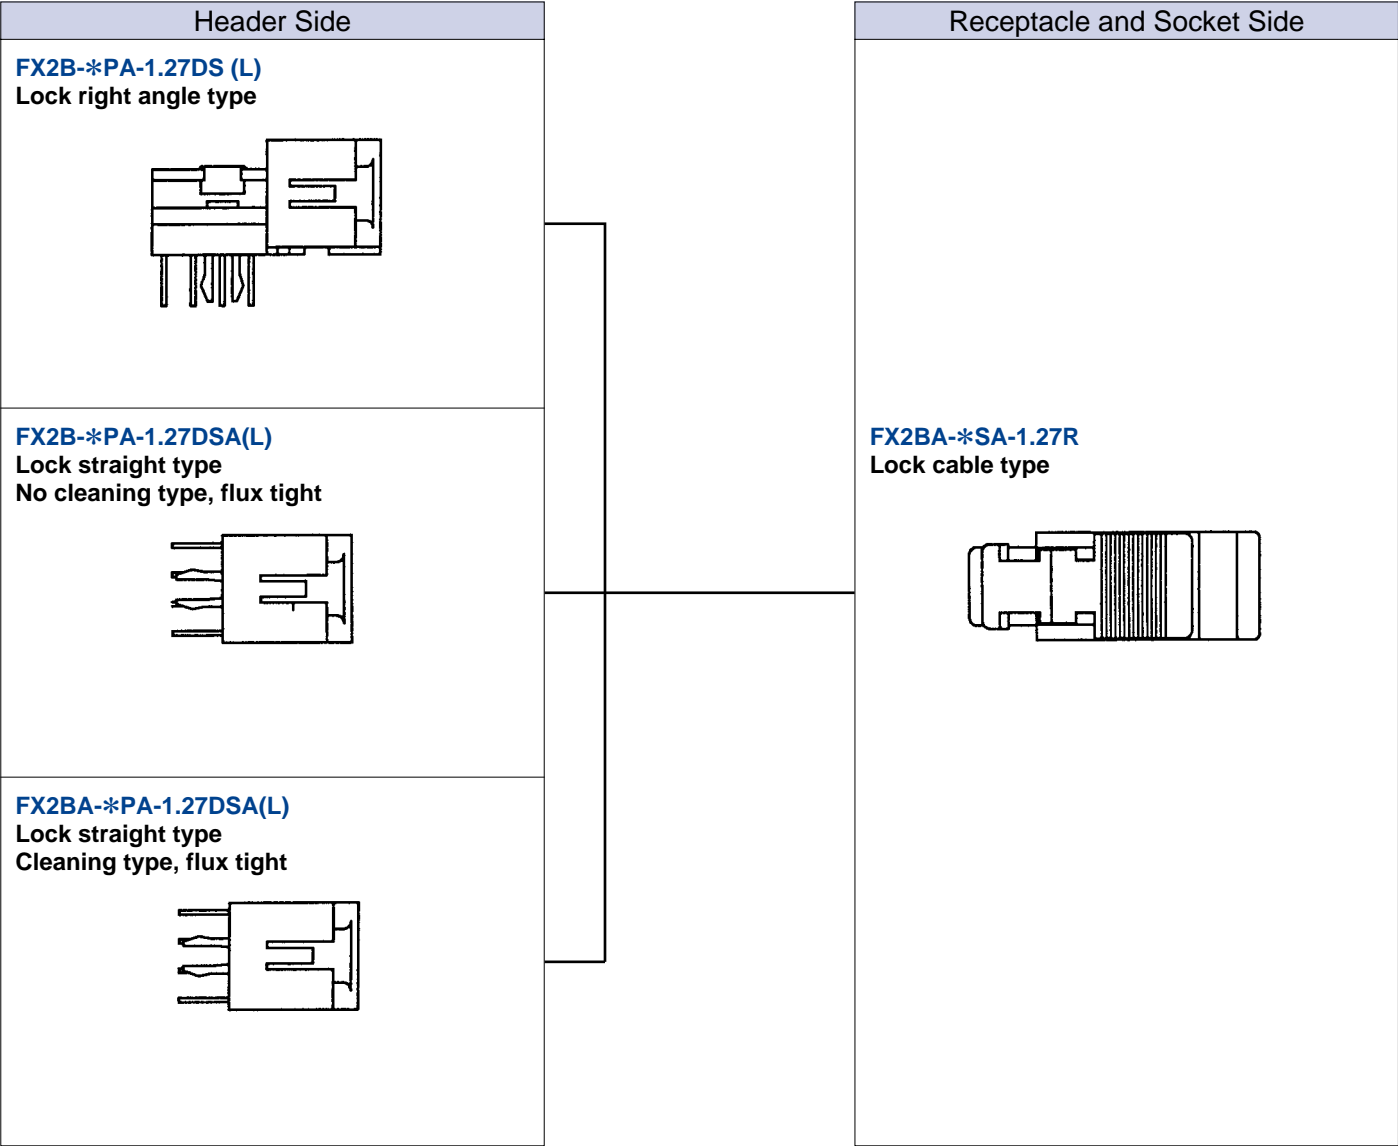 Header Side
FX2B-*PA-1.27DS (L)
Lock right angle type
FX2B-*PA-1.27DSA(L)
Lock straight type
No cleaning type, flux tight
FX2BA-*PA-1.27DSA(L)
Lock straight type
Cleaning type, flux tight
Receptacle and Socket Side
FX2BA-*SA-1.27R
Lock cable type